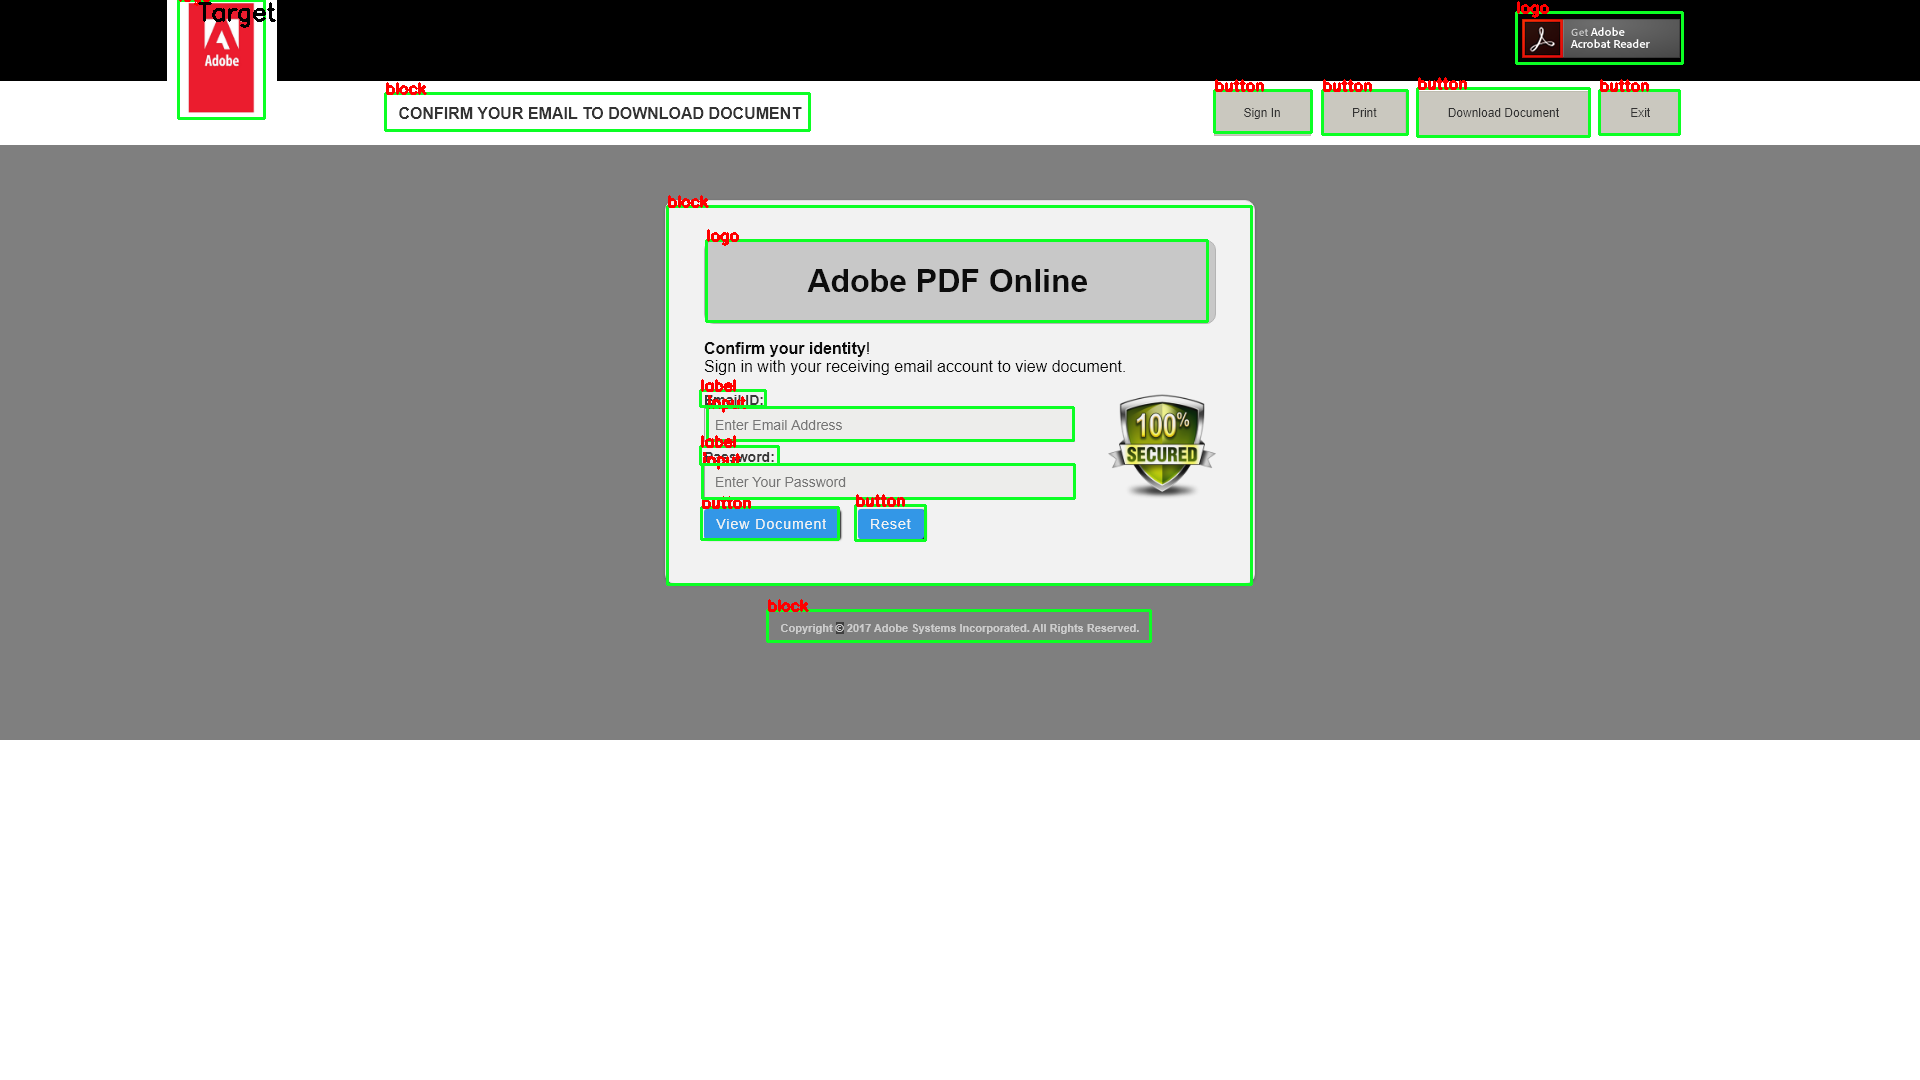 logo
Target
Adobe
logo
Get Adobe
Acrobat Reader
block
CONFIRM YOUR EMAIL TO DOWNLOAD DOCUMENT
button
Sign In
button
Print
button
Download Document
button
Exit
block
logo
Adobe PDF Online
Confirm your identity!
Sign in with your receiving email account to view document.
label
Email ID:
input
Enter Email Address
label
Password:
input
Enter Your Password
100%
SECURED
button
View Document
button
Reset
block
Copyright © 2017 Adobe Systems Incorporated. All Rights Reserved.